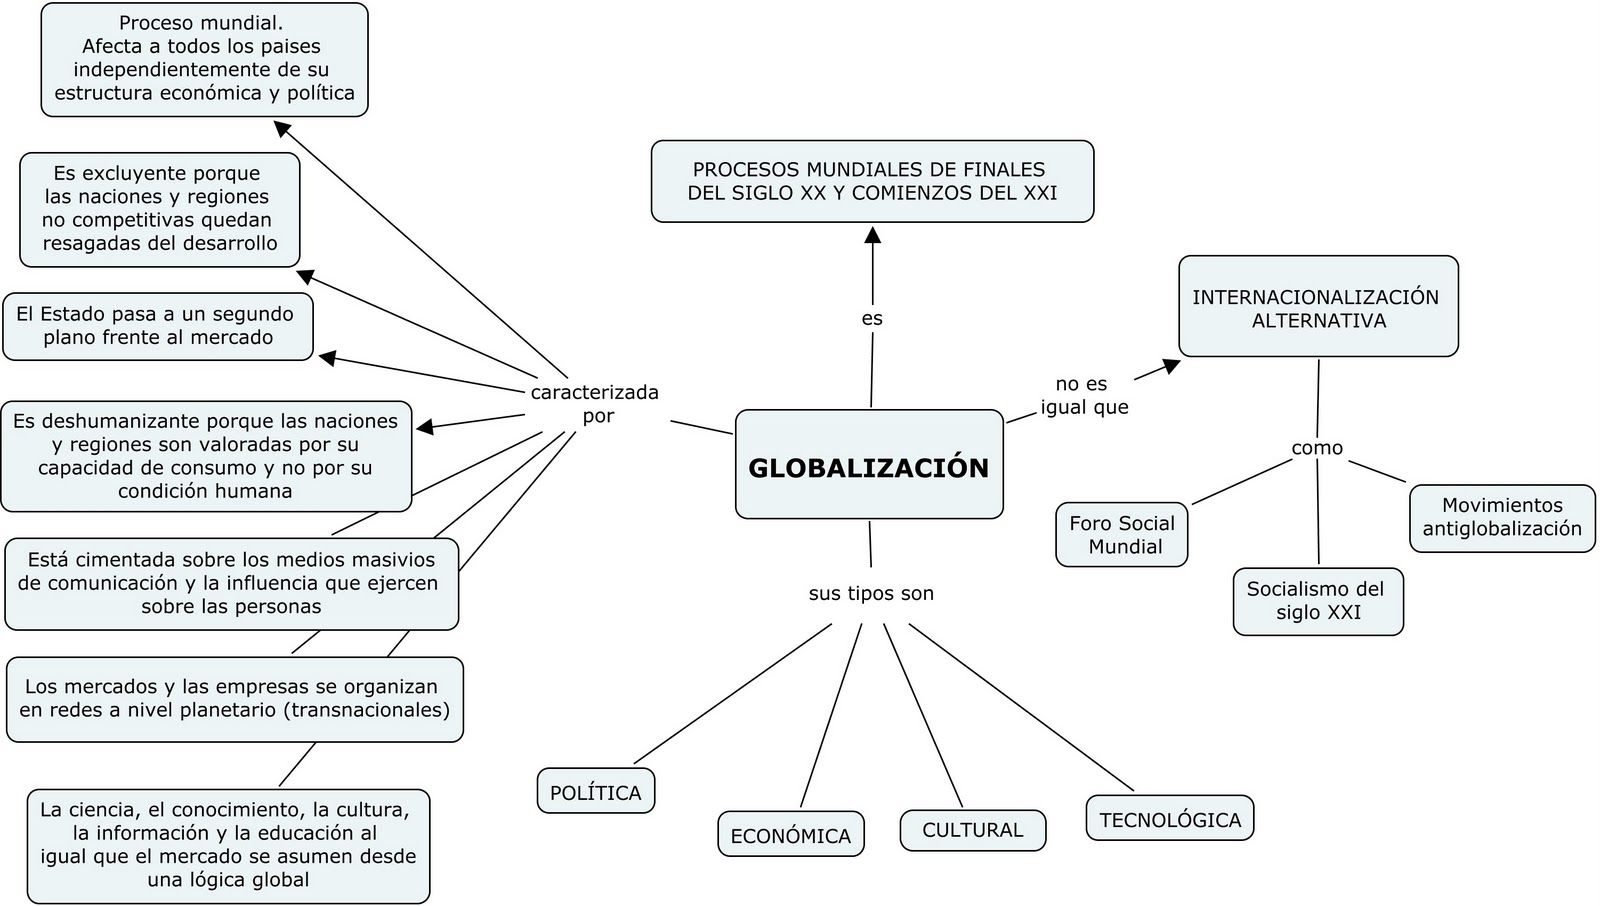 Proceso mundial.
Afecta a todos los paises
independientemente de su
estructura económica y política
Es excluyente porque
las naciones y regiones
no competitivas quedan
resagadas del desarrollo
El Estado pasa a un segundo
plano frente al mercado
Es deshumanizante porque las naciones
y regiones son valoradas por su
capacidad de consumo y no por su
condición humana
Está cimentada sobre los medios masivios
de comunicación y la influencia que ejercen
sobre las personas
Los mercados y las empresas se organizan
en redes a nivel planetario (transnacionales)
La ciencia, el conocimiento, la cultura,
la información y la educación al
igual que el mercado se asumen desde
una lógica global
caracterizada
por
PROCESOS MUNDIALES DE FINALES
DEL SIGLO XX Y COMIENZOS DEL XXI
es
GLOBALIZACIÓN
sus tipos son
POLÍTICA
ECONÓMICA
CULTURAL
TECNOLÓGICA
no es
igual que
INTERNACIONALIZACIÓN
ALTERNATIVA
como
Foro Social
Mundial
Socialismo del
siglo XXI
Movimientos
antiglobalización